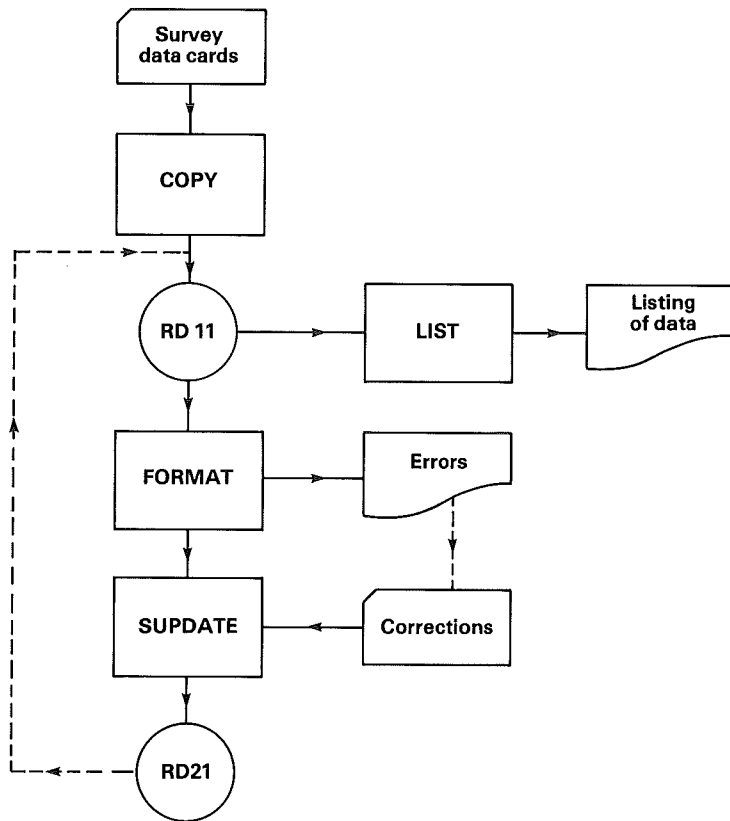 Survey
data cards
COPY
RD 11
LIST
Listing
of data
FORMAT
Errors
SUPDATE
Corrections
RD21